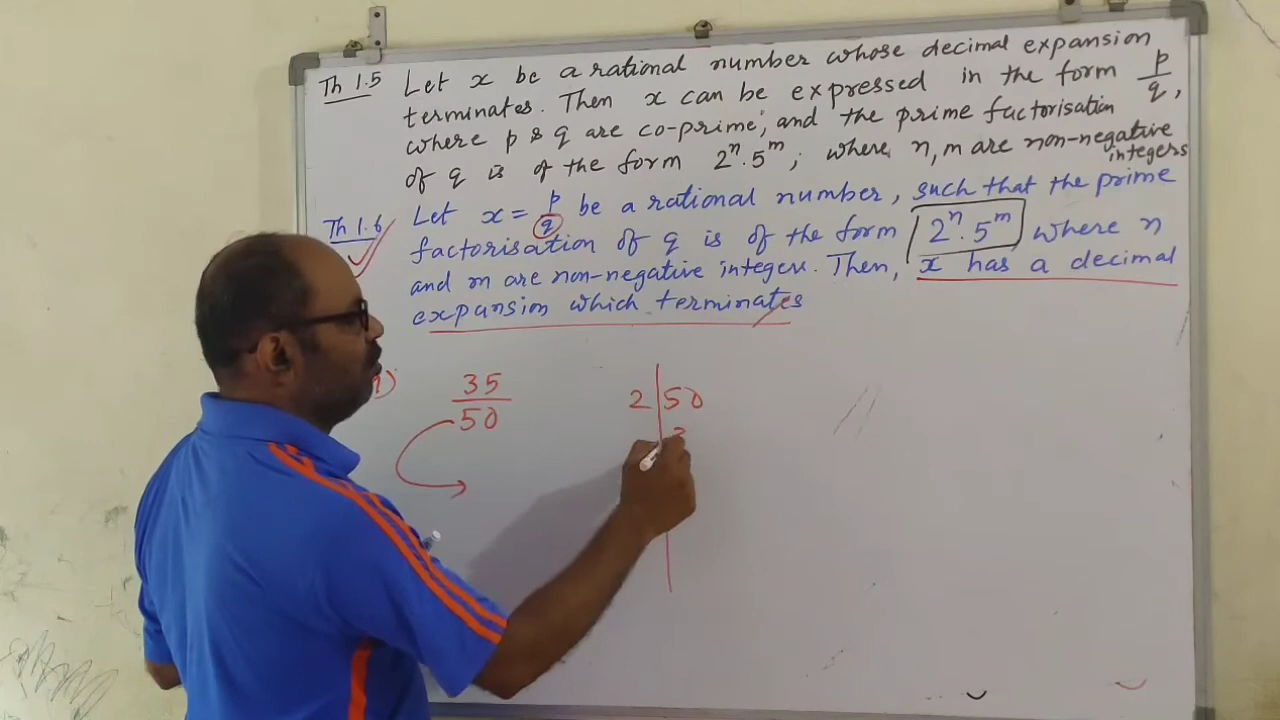 Th 1.5 Let x be a rational number whose decimal expansion
terminates. Then x can be expressed in the form p/q,
where p & q are co-prime, and the prime factorisation
of q is of the form 2ⁿ.5ᵐ, where n, m are non-negative
integers
Th 1.6 Let x = p/q be a rational number, such that the prime
factorisation of q is of the form 2ⁿ.5ᵐ where n
and m are non-negative integers. Then, x has a decimal
expansion which terminates
35/50
2 | 50